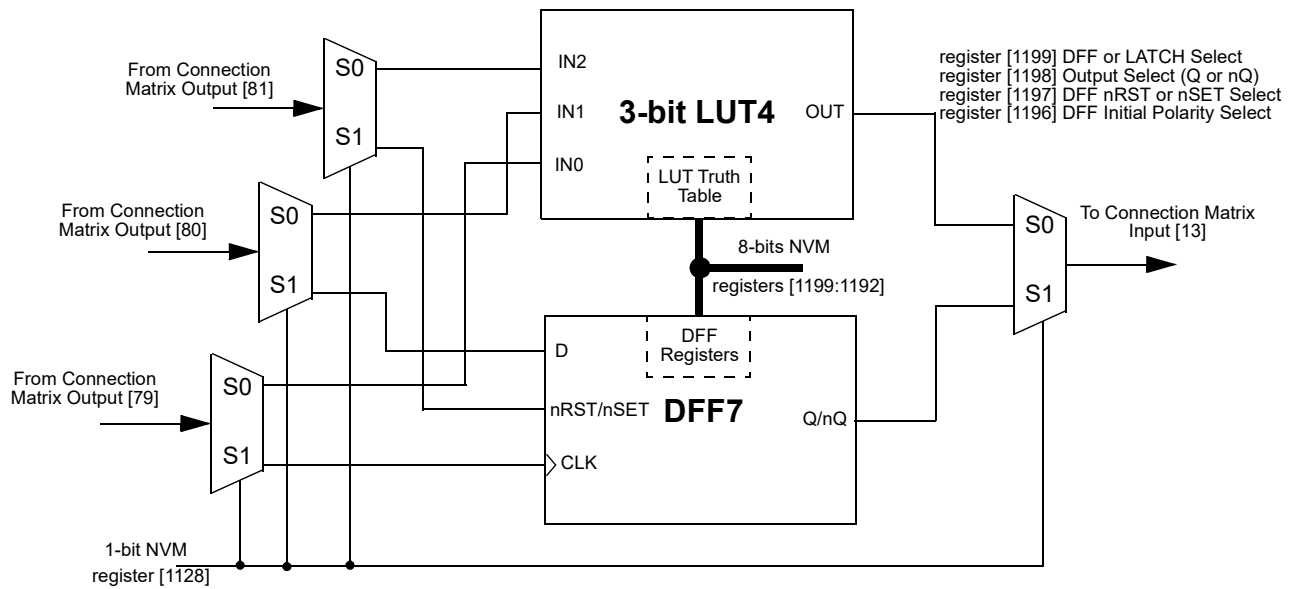 From Connection
Matrix Output [81]
S0
S1
IN2
IN1
IN0
3-bit LUT4
OUT
LUT Truth
Table
register [1199] DFF or LATCH Select
register [1198] Output Select (Q or nQ)
register [1197] DFF nRST or nSET Select
register [1196] DFF Initial Polarity Select
From Connection
Matrix Output [80]
S0
S1
8-bits NVM
registers [1199:1192]
S0
S1
To Connection Matrix
Input [13]
From Connection
Matrix Output [79]
S0
S1
DFF
Registers
D
nRST/nSET
DFF7
Q/nQ
CLK
1-bit NVM
register [1128]